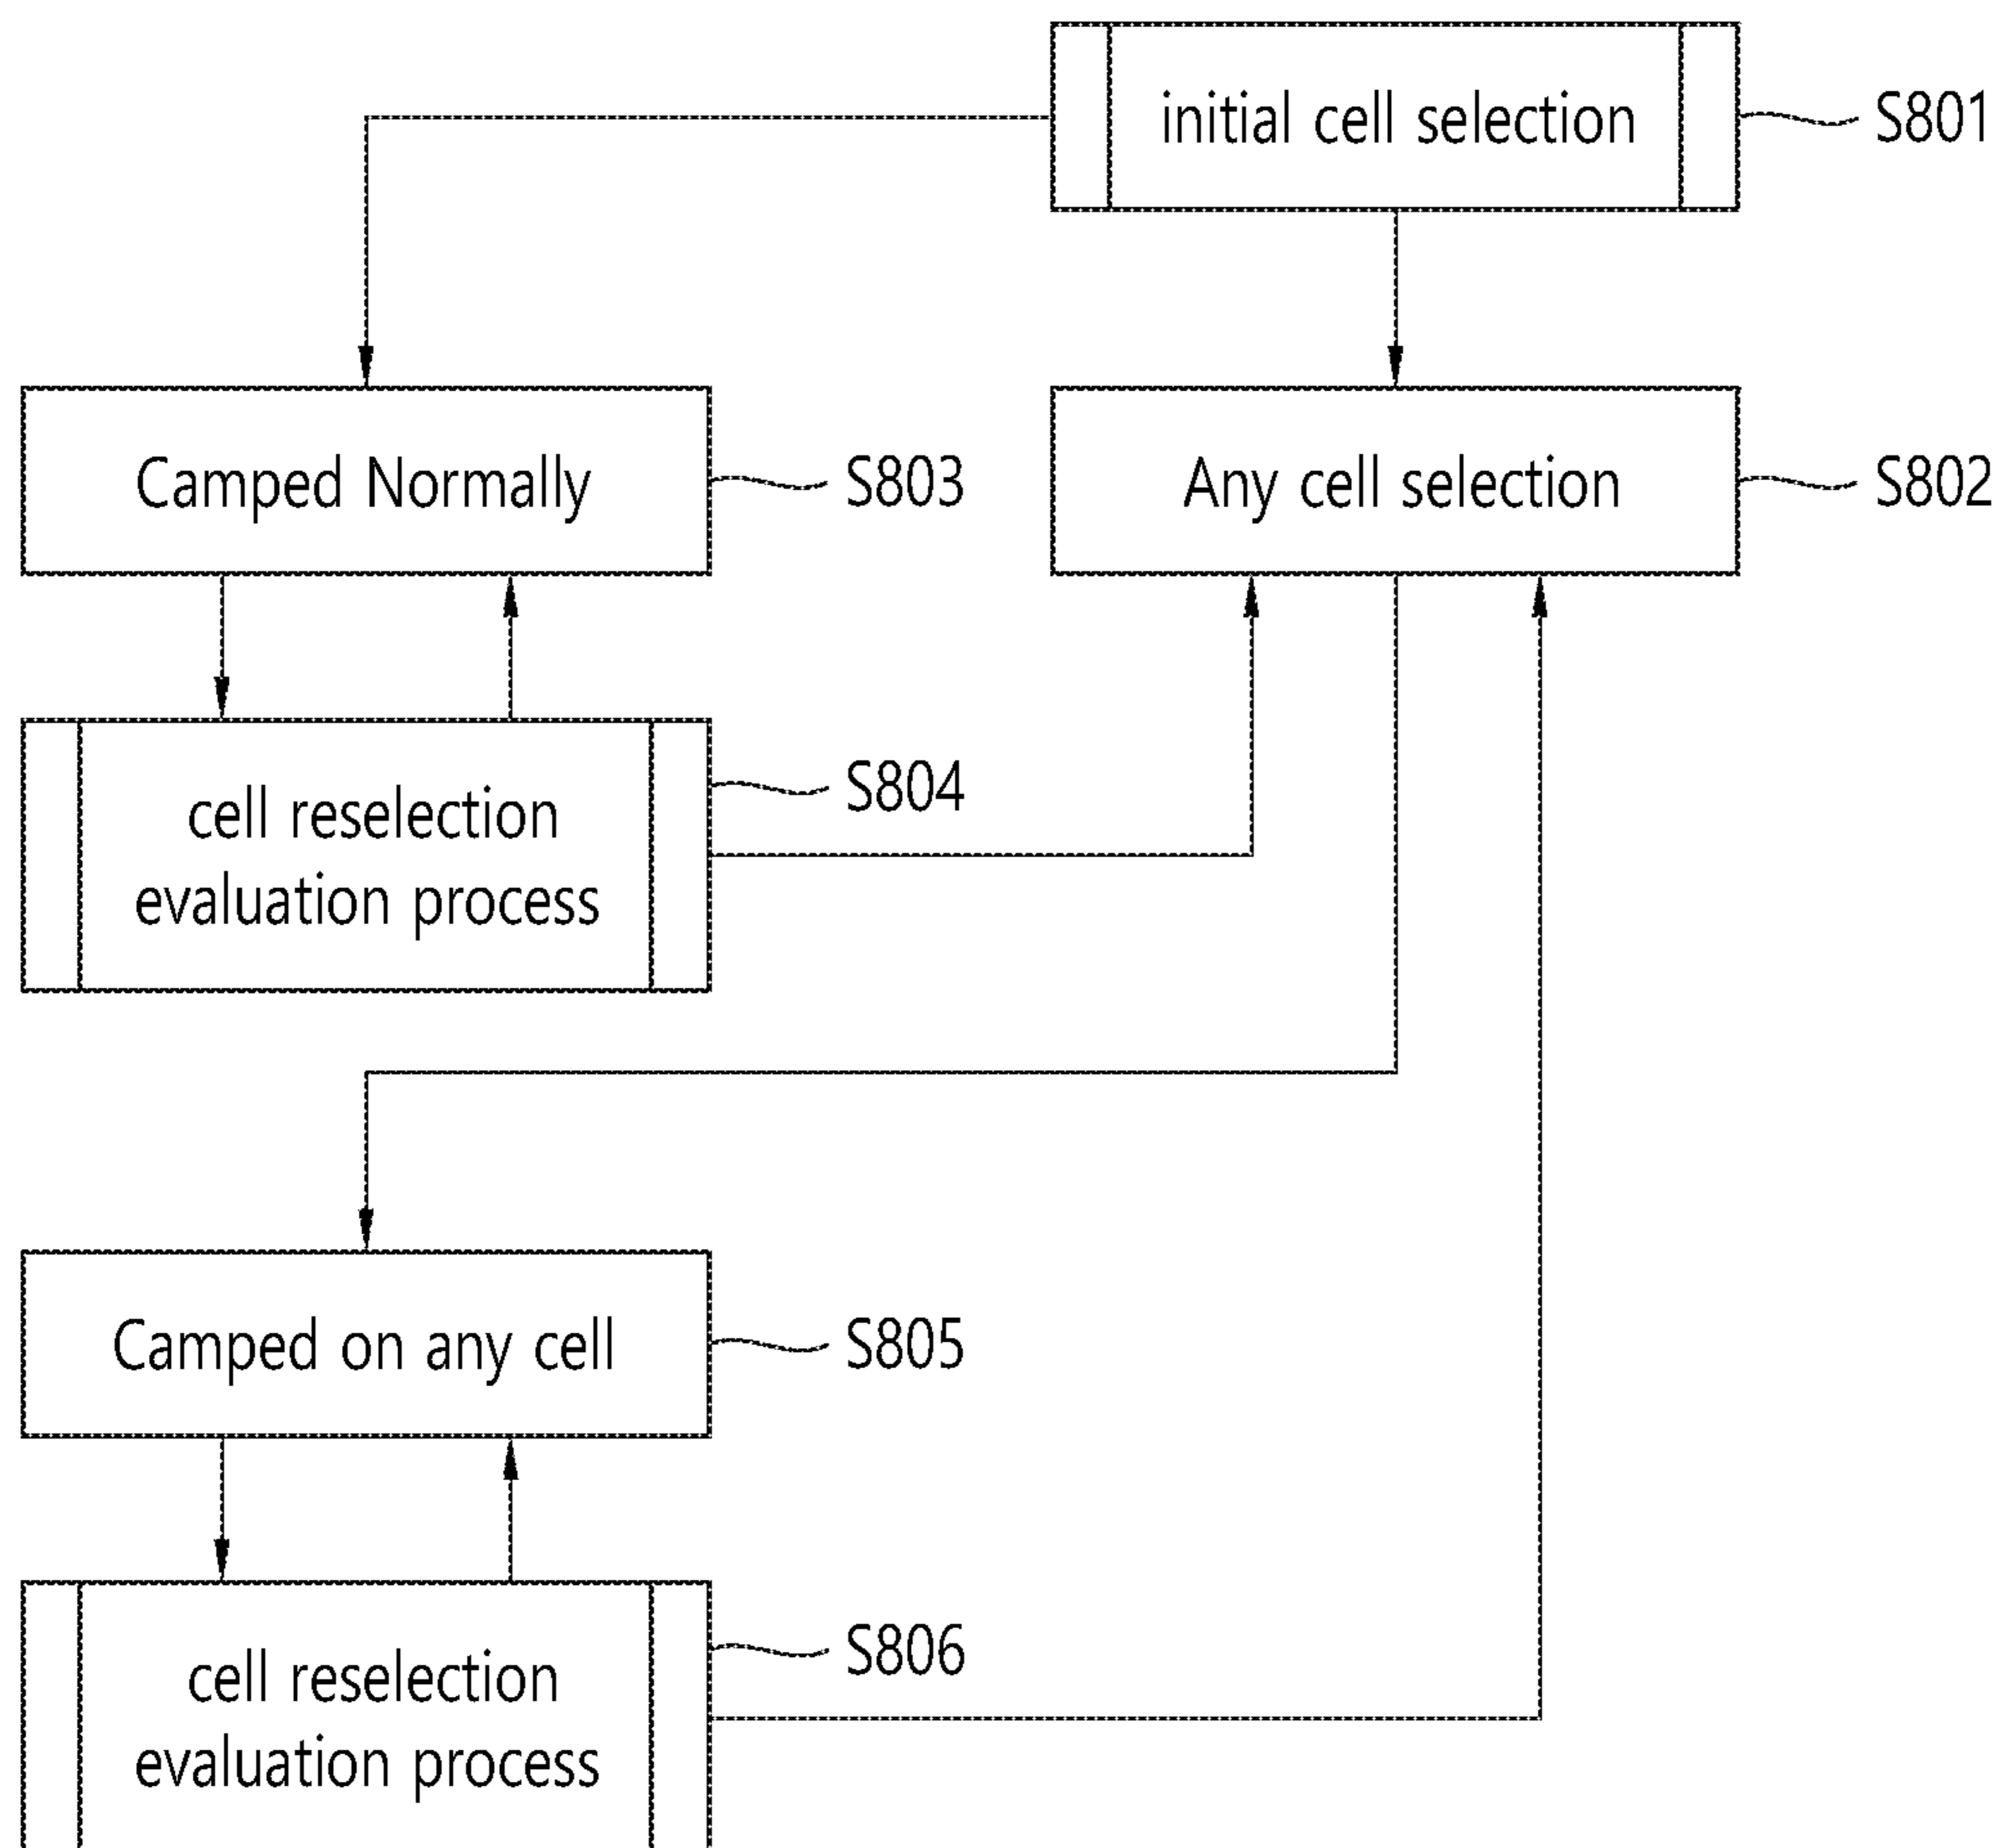 initial cell selection
S801
Camped Normally
S803
Any cell selection
S802
cell reselection
evaluation process
S804
Camped on any cell
S805
cell reselection
evaluation process
S806